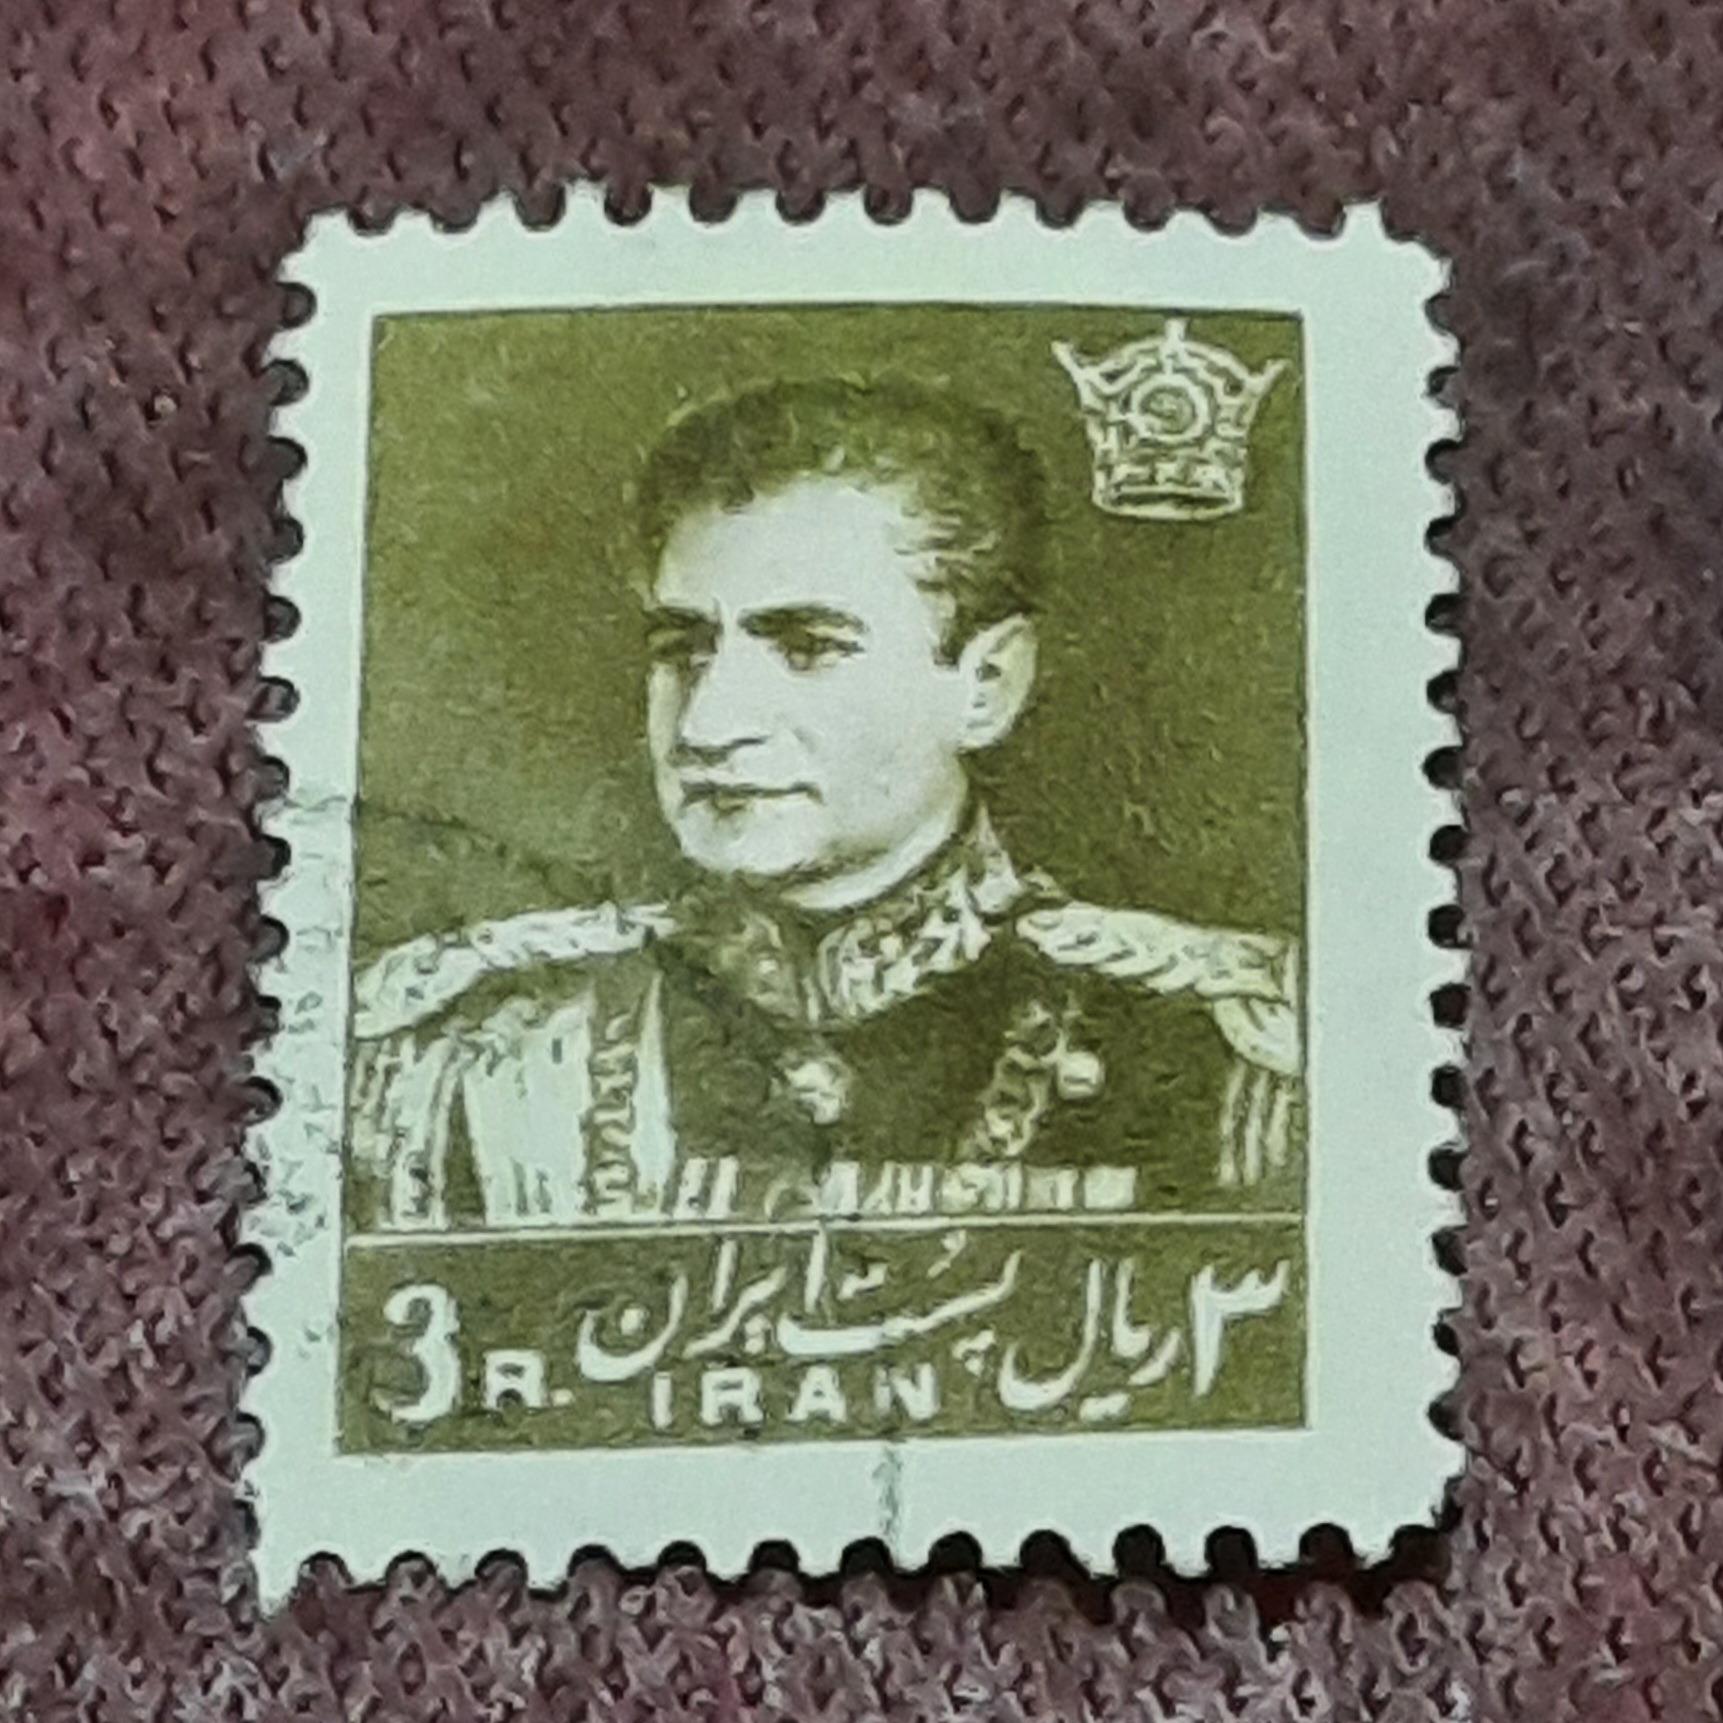 ۳ ریال پست ایران 3 R.
IRAN